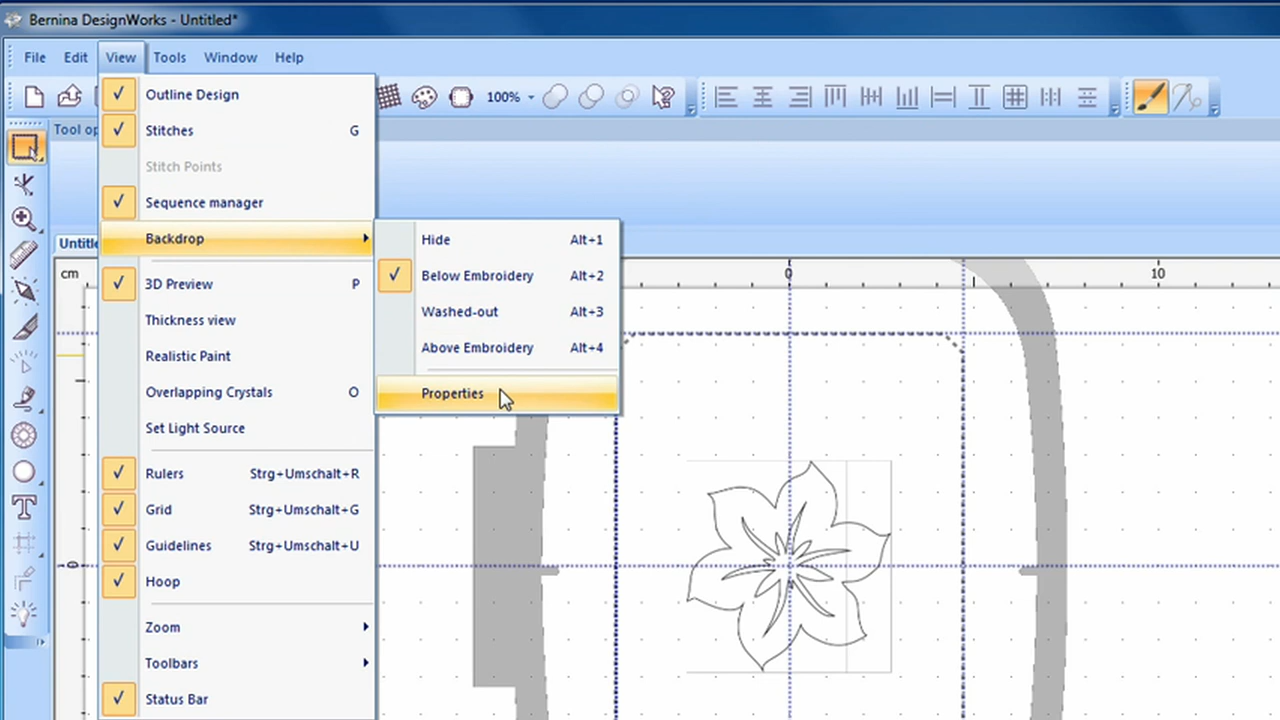 Bernina DesignWorks - Untitled*
File Edit View Tools Window Help
100%
Tool op
Outline Design
Stitches G
Stitch Points
Sequence manager
Backdrop
3D Preview P
Thickness view
Realistic Paint
Overlapping Crystals O
Set Light Source
Rulers Strg+Umschalt+R
Grid Strg+Umschalt+G
Guidelines Strg+Umschalt+U
Hoop
Zoom
Toolbars
Status Bar
Hide Alt+1
Below Embroidery Alt+2
Washed-out Alt+3
Above Embroidery Alt+4
Properties
Untitle
cm 0 10
0